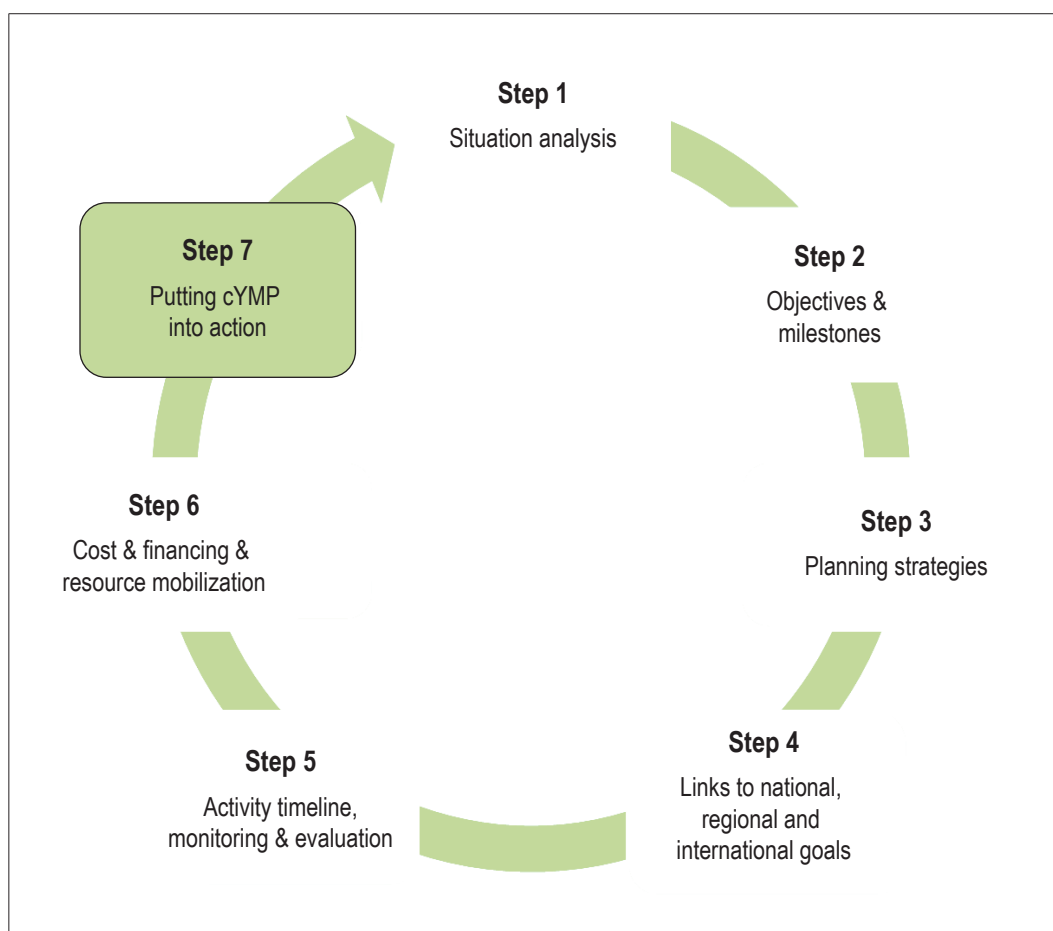 Step 1
Situation analysis
Step 2
Objectives &
milestones
Step 3
Planning strategies
Step 4
Links to national,
regional and
international goals
Step 5
Activity timeline,
monitoring & evaluation
Step 6
Cost & financing &
resource mobilization
Step 7
Putting cYMP
into action